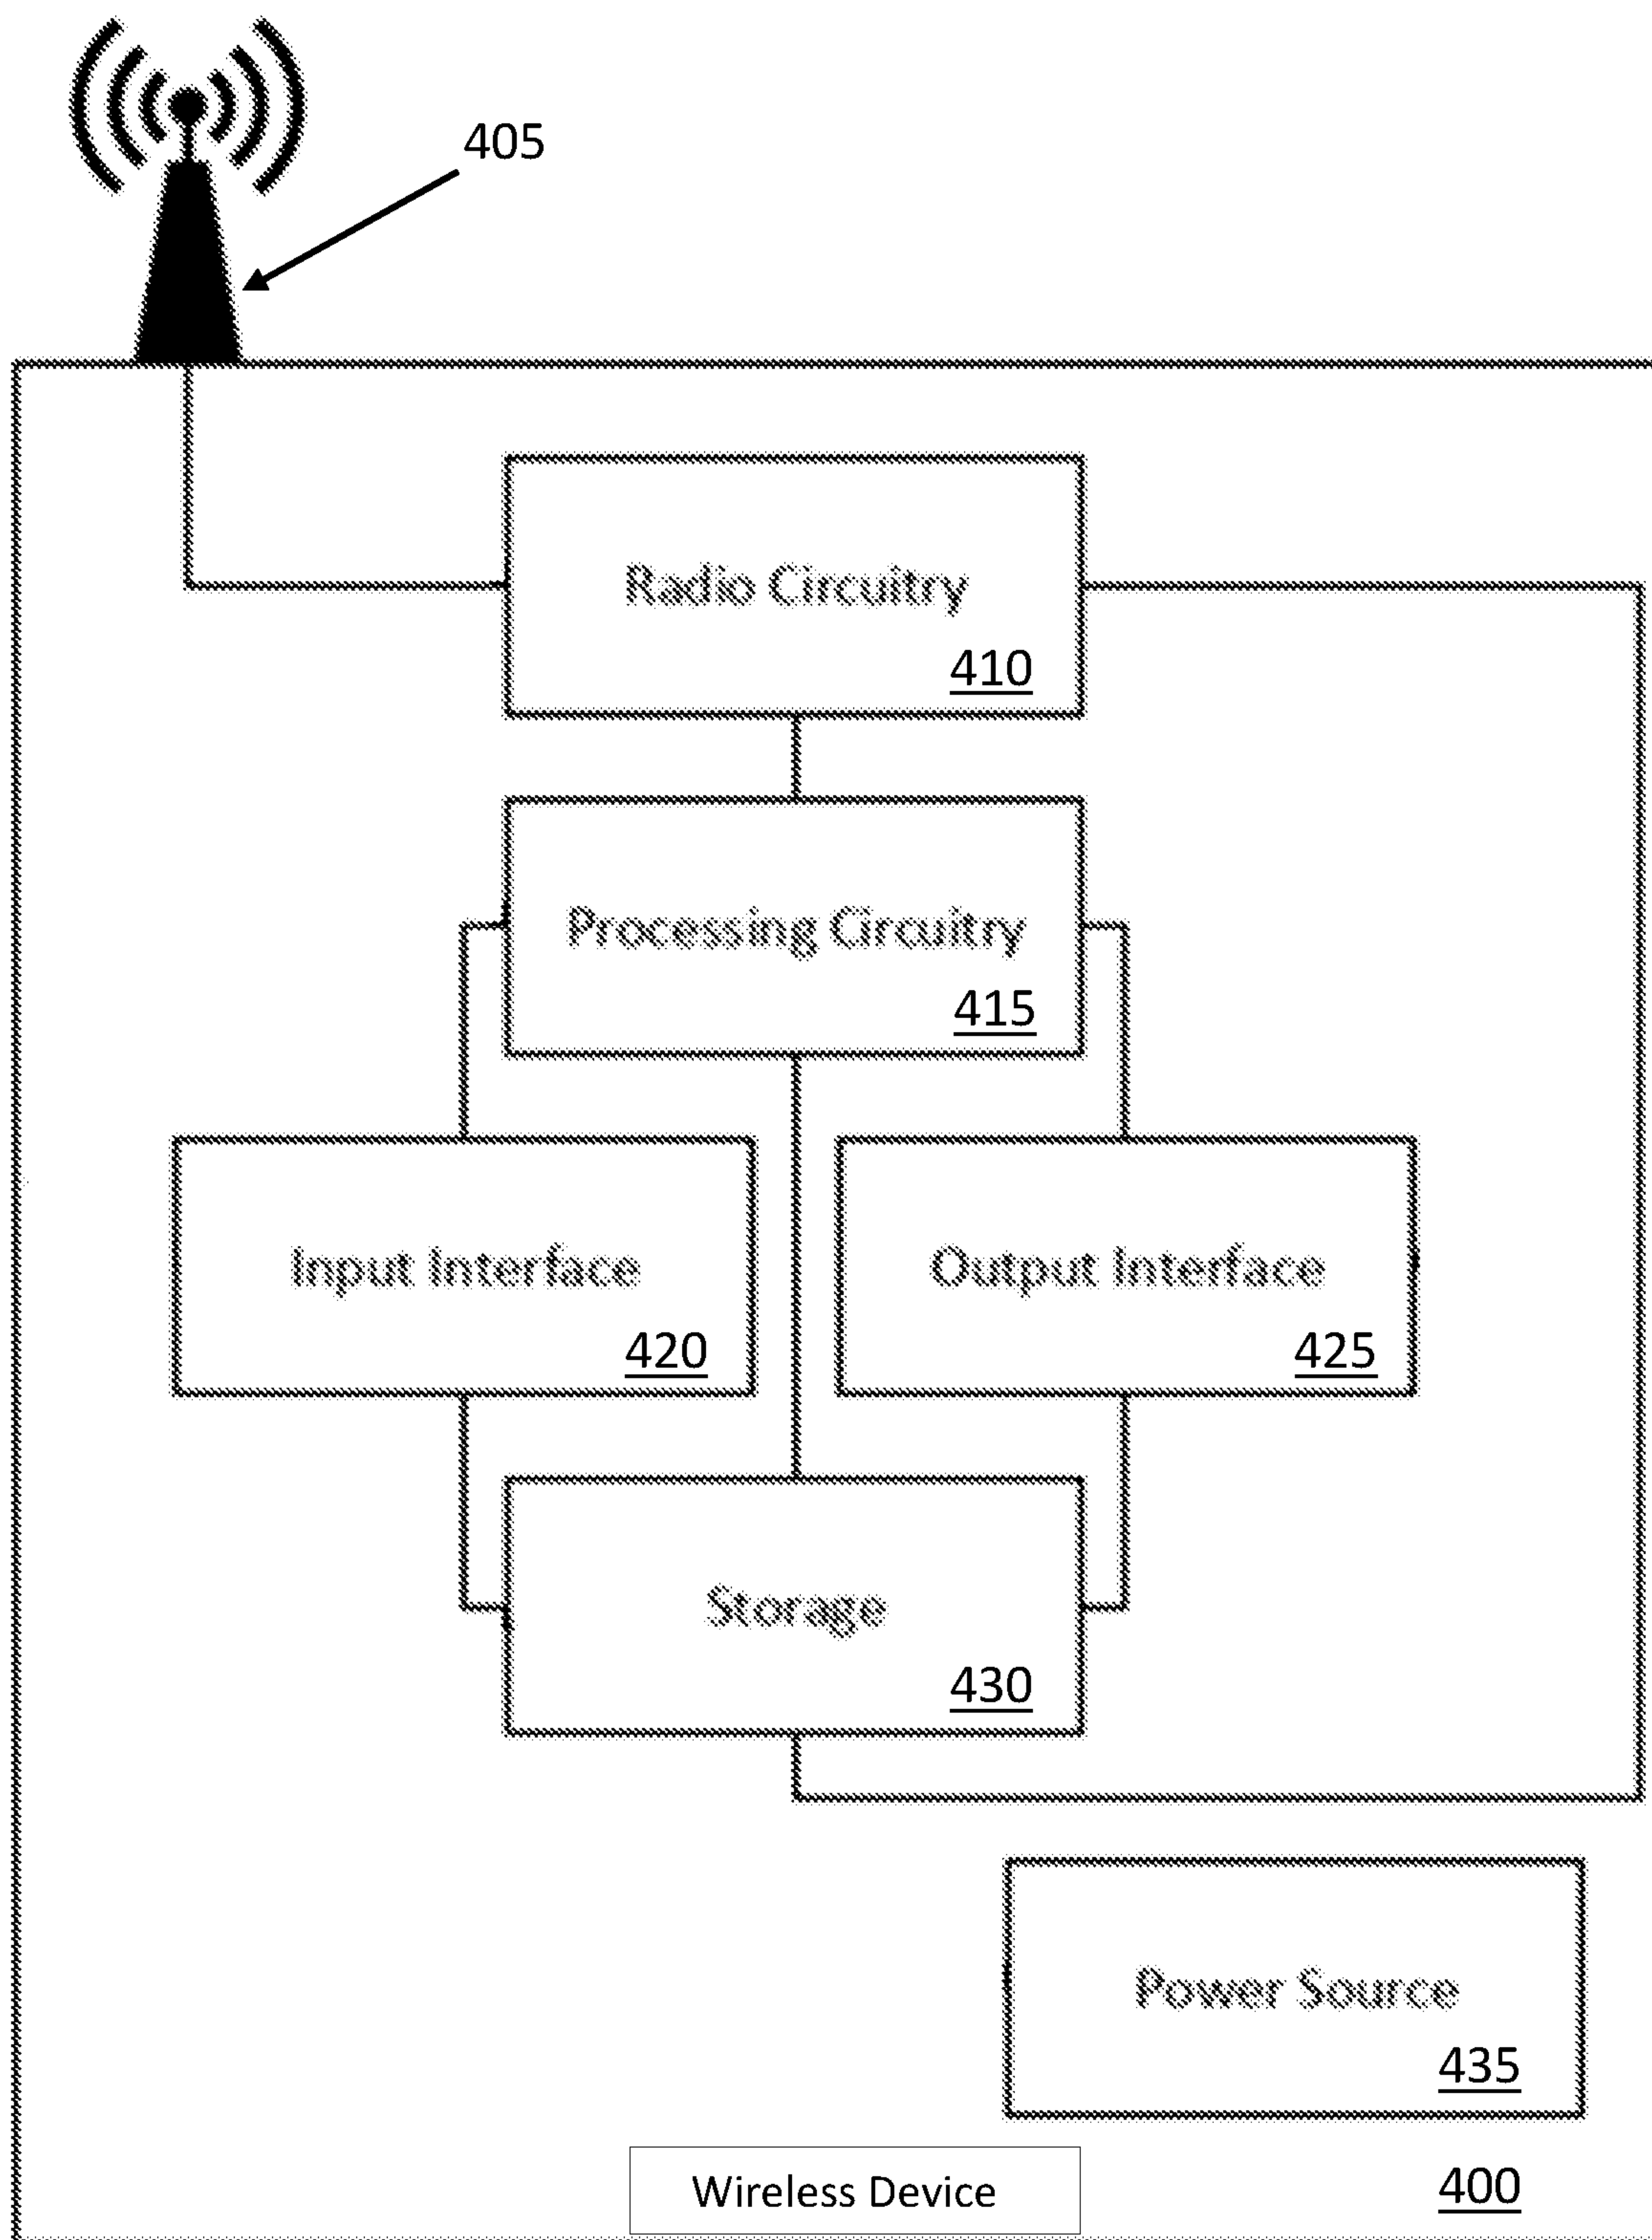 405
Radio Circuitry
410
Processing Circuitry
415
Input Interface
420
Output Interface
425
Storage
430
Power Source
435
Wireless Device
400